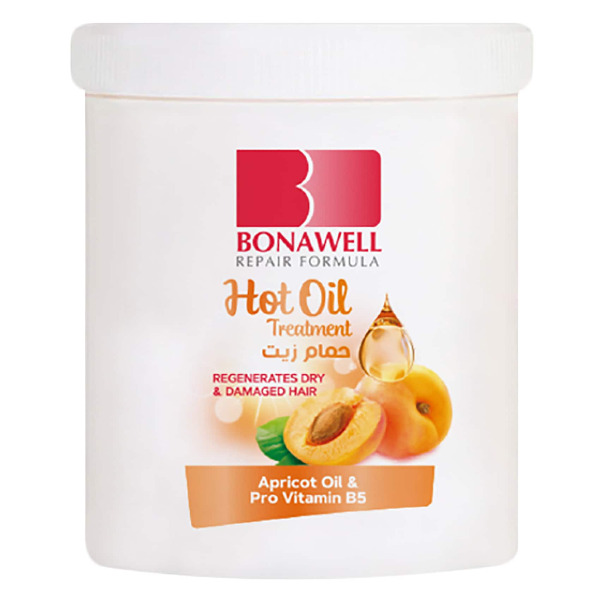 BONAWELL
REPAIR FORMULA
Hot Oil
Treatment
حمام زيت
REGENERATES DRY
& DAMAGED HAIR
Apricot Oil &
Pro Vitamin B5